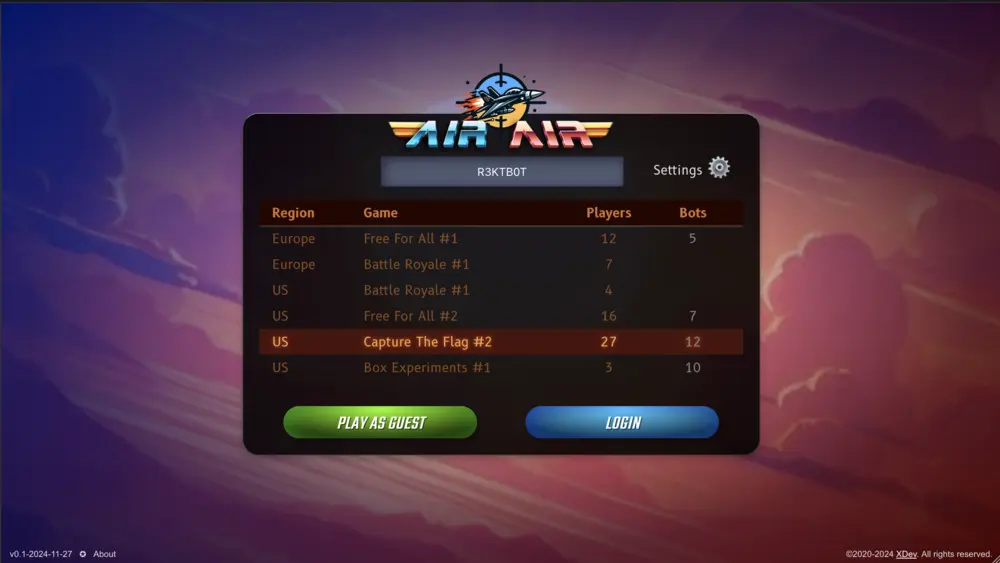 AIR AIR
R3KTB0T
Settings
Region Game Players Bots
Europe Free For All #1 12 5
Europe Battle Royale #1 7
US Battle Royale #1 4
US Free For All #2 16 7
US Capture The Flag #2 27 12
US Box Experiments #1 3 10
PLAY AS GUEST LOGIN
v0.1-2024-11-27 About ©2020-2024 XDev. All rights reserved.